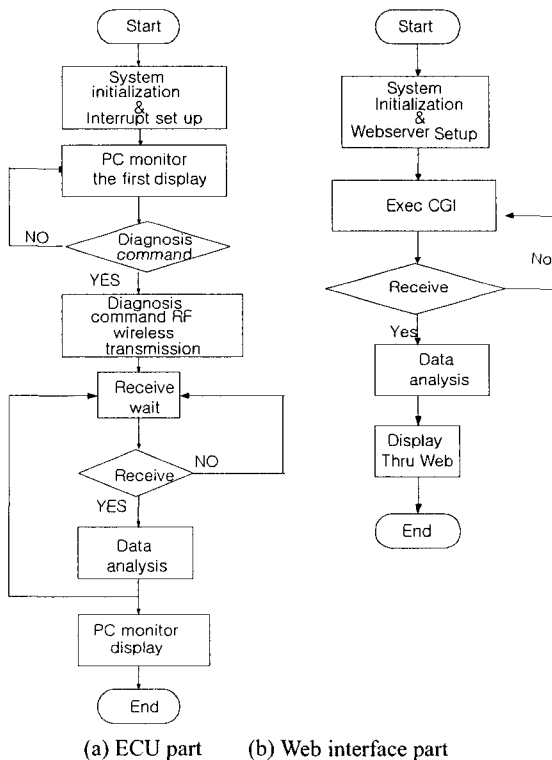 Start
System
initialization
&
Interrupt set up
PC monitor
the first display
NO
Diagnosis
command
YES
Diagnosis
command RF
wireless
transmission
Receive
wait
Receive
NO
YES
Data
analysis
PC monitor
display
End
(a) ECU part
Start
System
Initialization
&
Webserver Setup
Exec CGI
No
Receive
Yes
Data
analysis
Display
Thru Web
End
(b) Web interface part